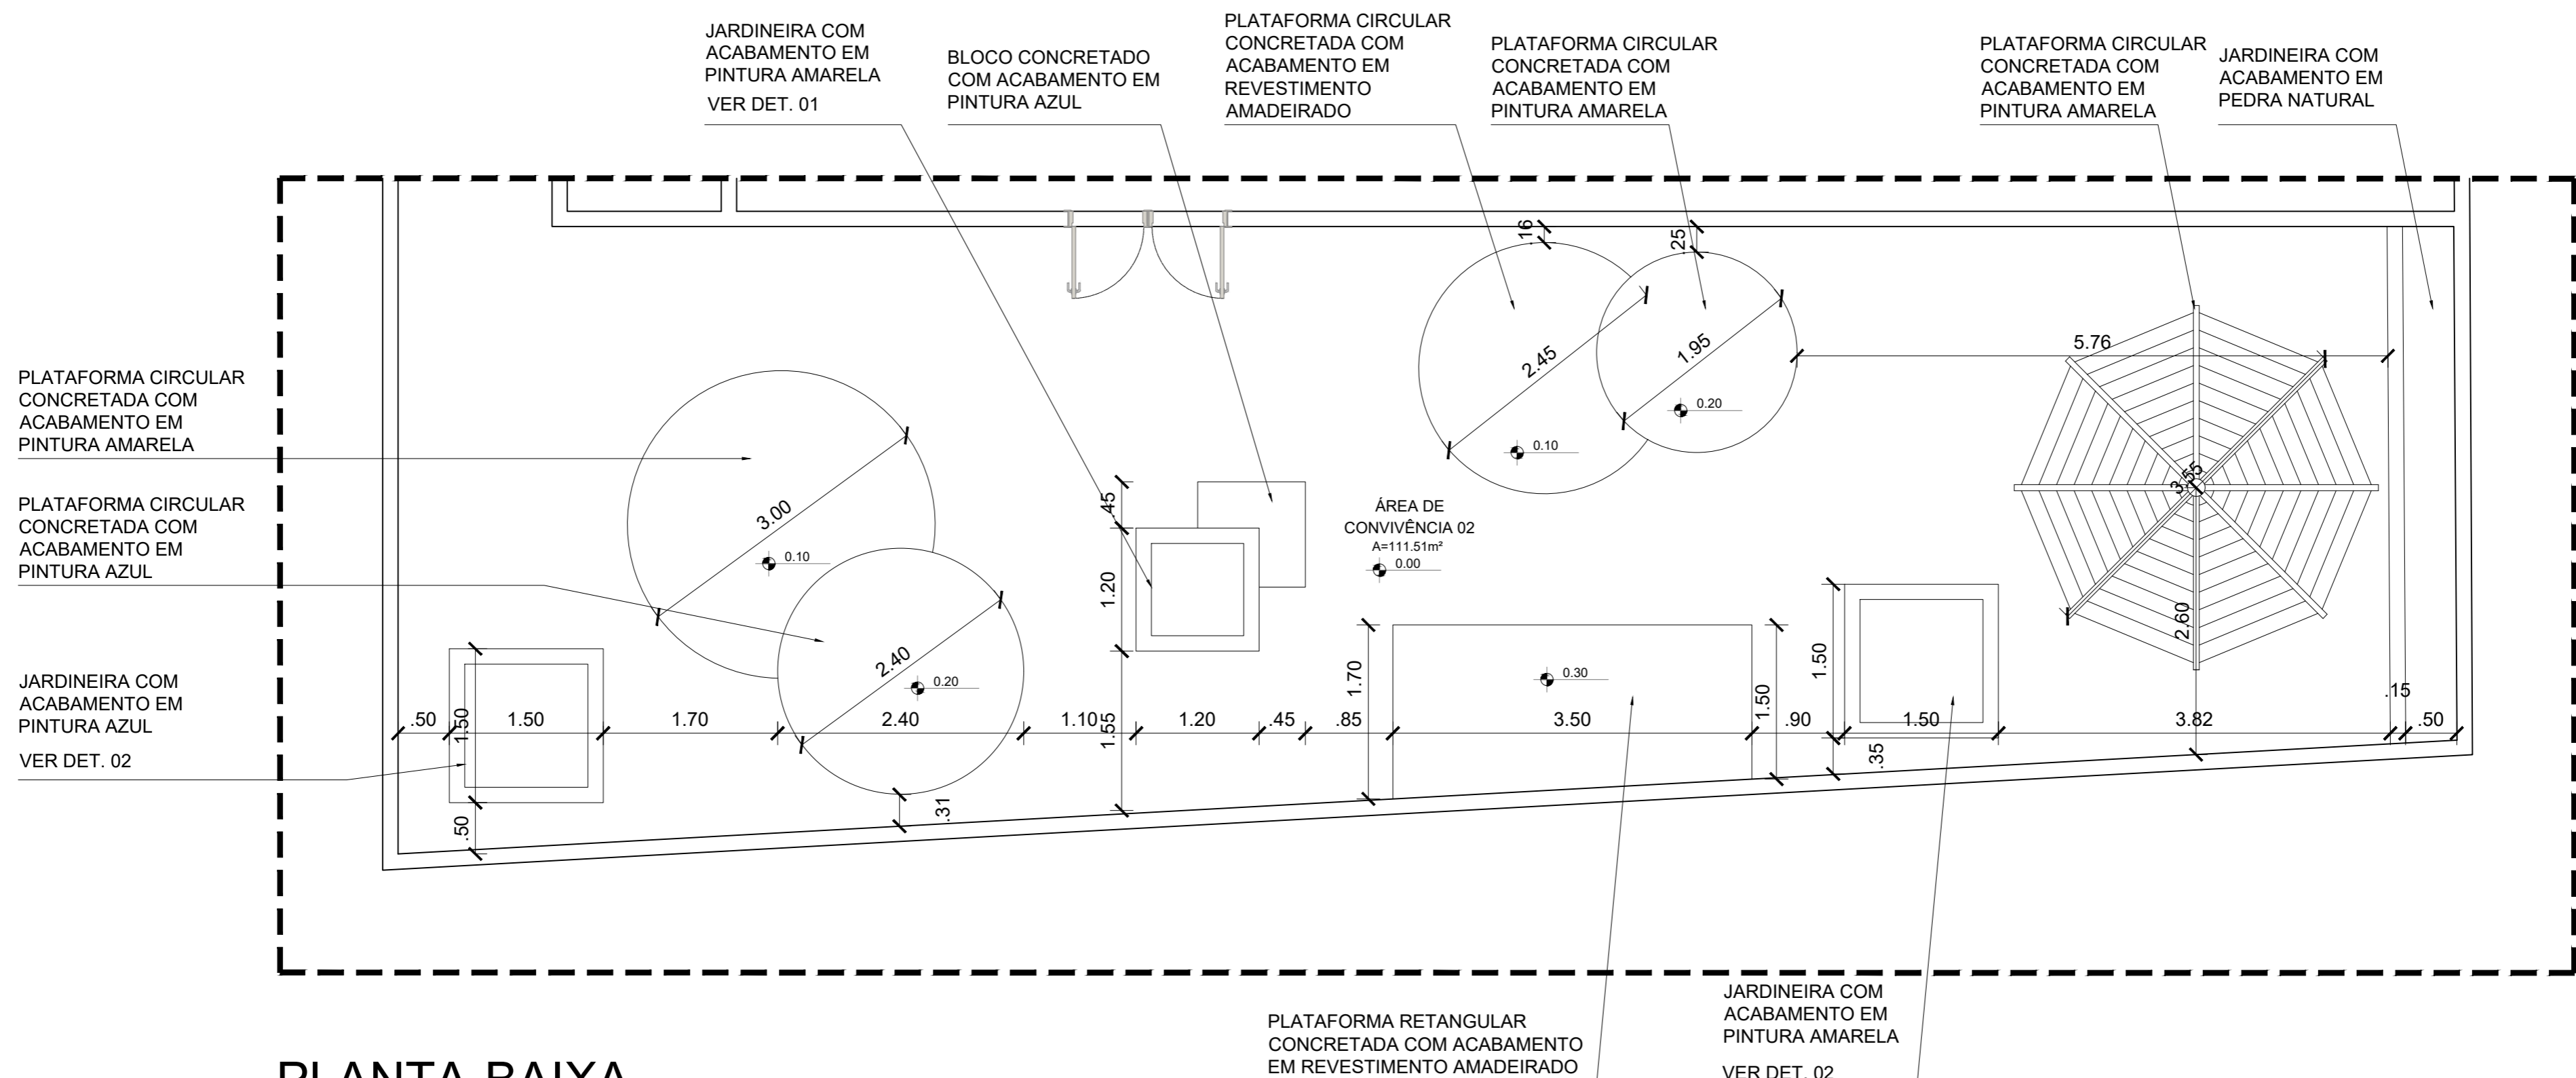 JARDINEIRA COM
ACABAMENTO EM
PINTURA AMARELA
VER DET. 01
BLOCO CONCRETADO
COM ACABAMENTO EM
PINTURA AZUL
PLATAFORMA CIRCULAR
CONCRETADA COM
ACABAMENTO EM
REVESTIMENTO
AMADEIRADO
PLATAFORMA CIRCULAR
CONCRETADA COM
ACABAMENTO EM
PINTURA AMARELA
PLATAFORMA CIRCULAR
CONCRETADA COM
ACABAMENTO EM
PINTURA AMARELA
JARDINEIRA COM
ACABAMENTO EM
PEDRA NATURAL
PLATAFORMA CIRCULAR
CONCRETADA COM
ACABAMENTO EM
PINTURA AMARELA
PLATAFORMA CIRCULAR
CONCRETADA COM
ACABAMENTO EM
PINTURA AZUL
JARDINEIRA COM
ACABAMENTO EM
PINTURA AZUL
VER DET. 02
.16
.25
2.45
1.95
5.76
0.20
0.10
3.00
0.10
.45
1.20
1.55
ÁREA DE
CONVIVÊNCIA 02
A=111.51m²
0.00
3.55
2.60
2.40
0.20
1.70
0.30
1.50
1.50
.15
1.50
.50
.50
1.50
1.70
2.40
1.10
1.20
.45
.85
3.50
.90
1.50
3.82
.50
.31
.35
PLATAFORMA RETANGULAR
CONCRETADA COM ACABAMENTO
EM REVESTIMENTO AMADEIRADO
JARDINEIRA COM
ACABAMENTO EM
PINTURA AMARELA
VER DET. 02
PLANTA BAIXA